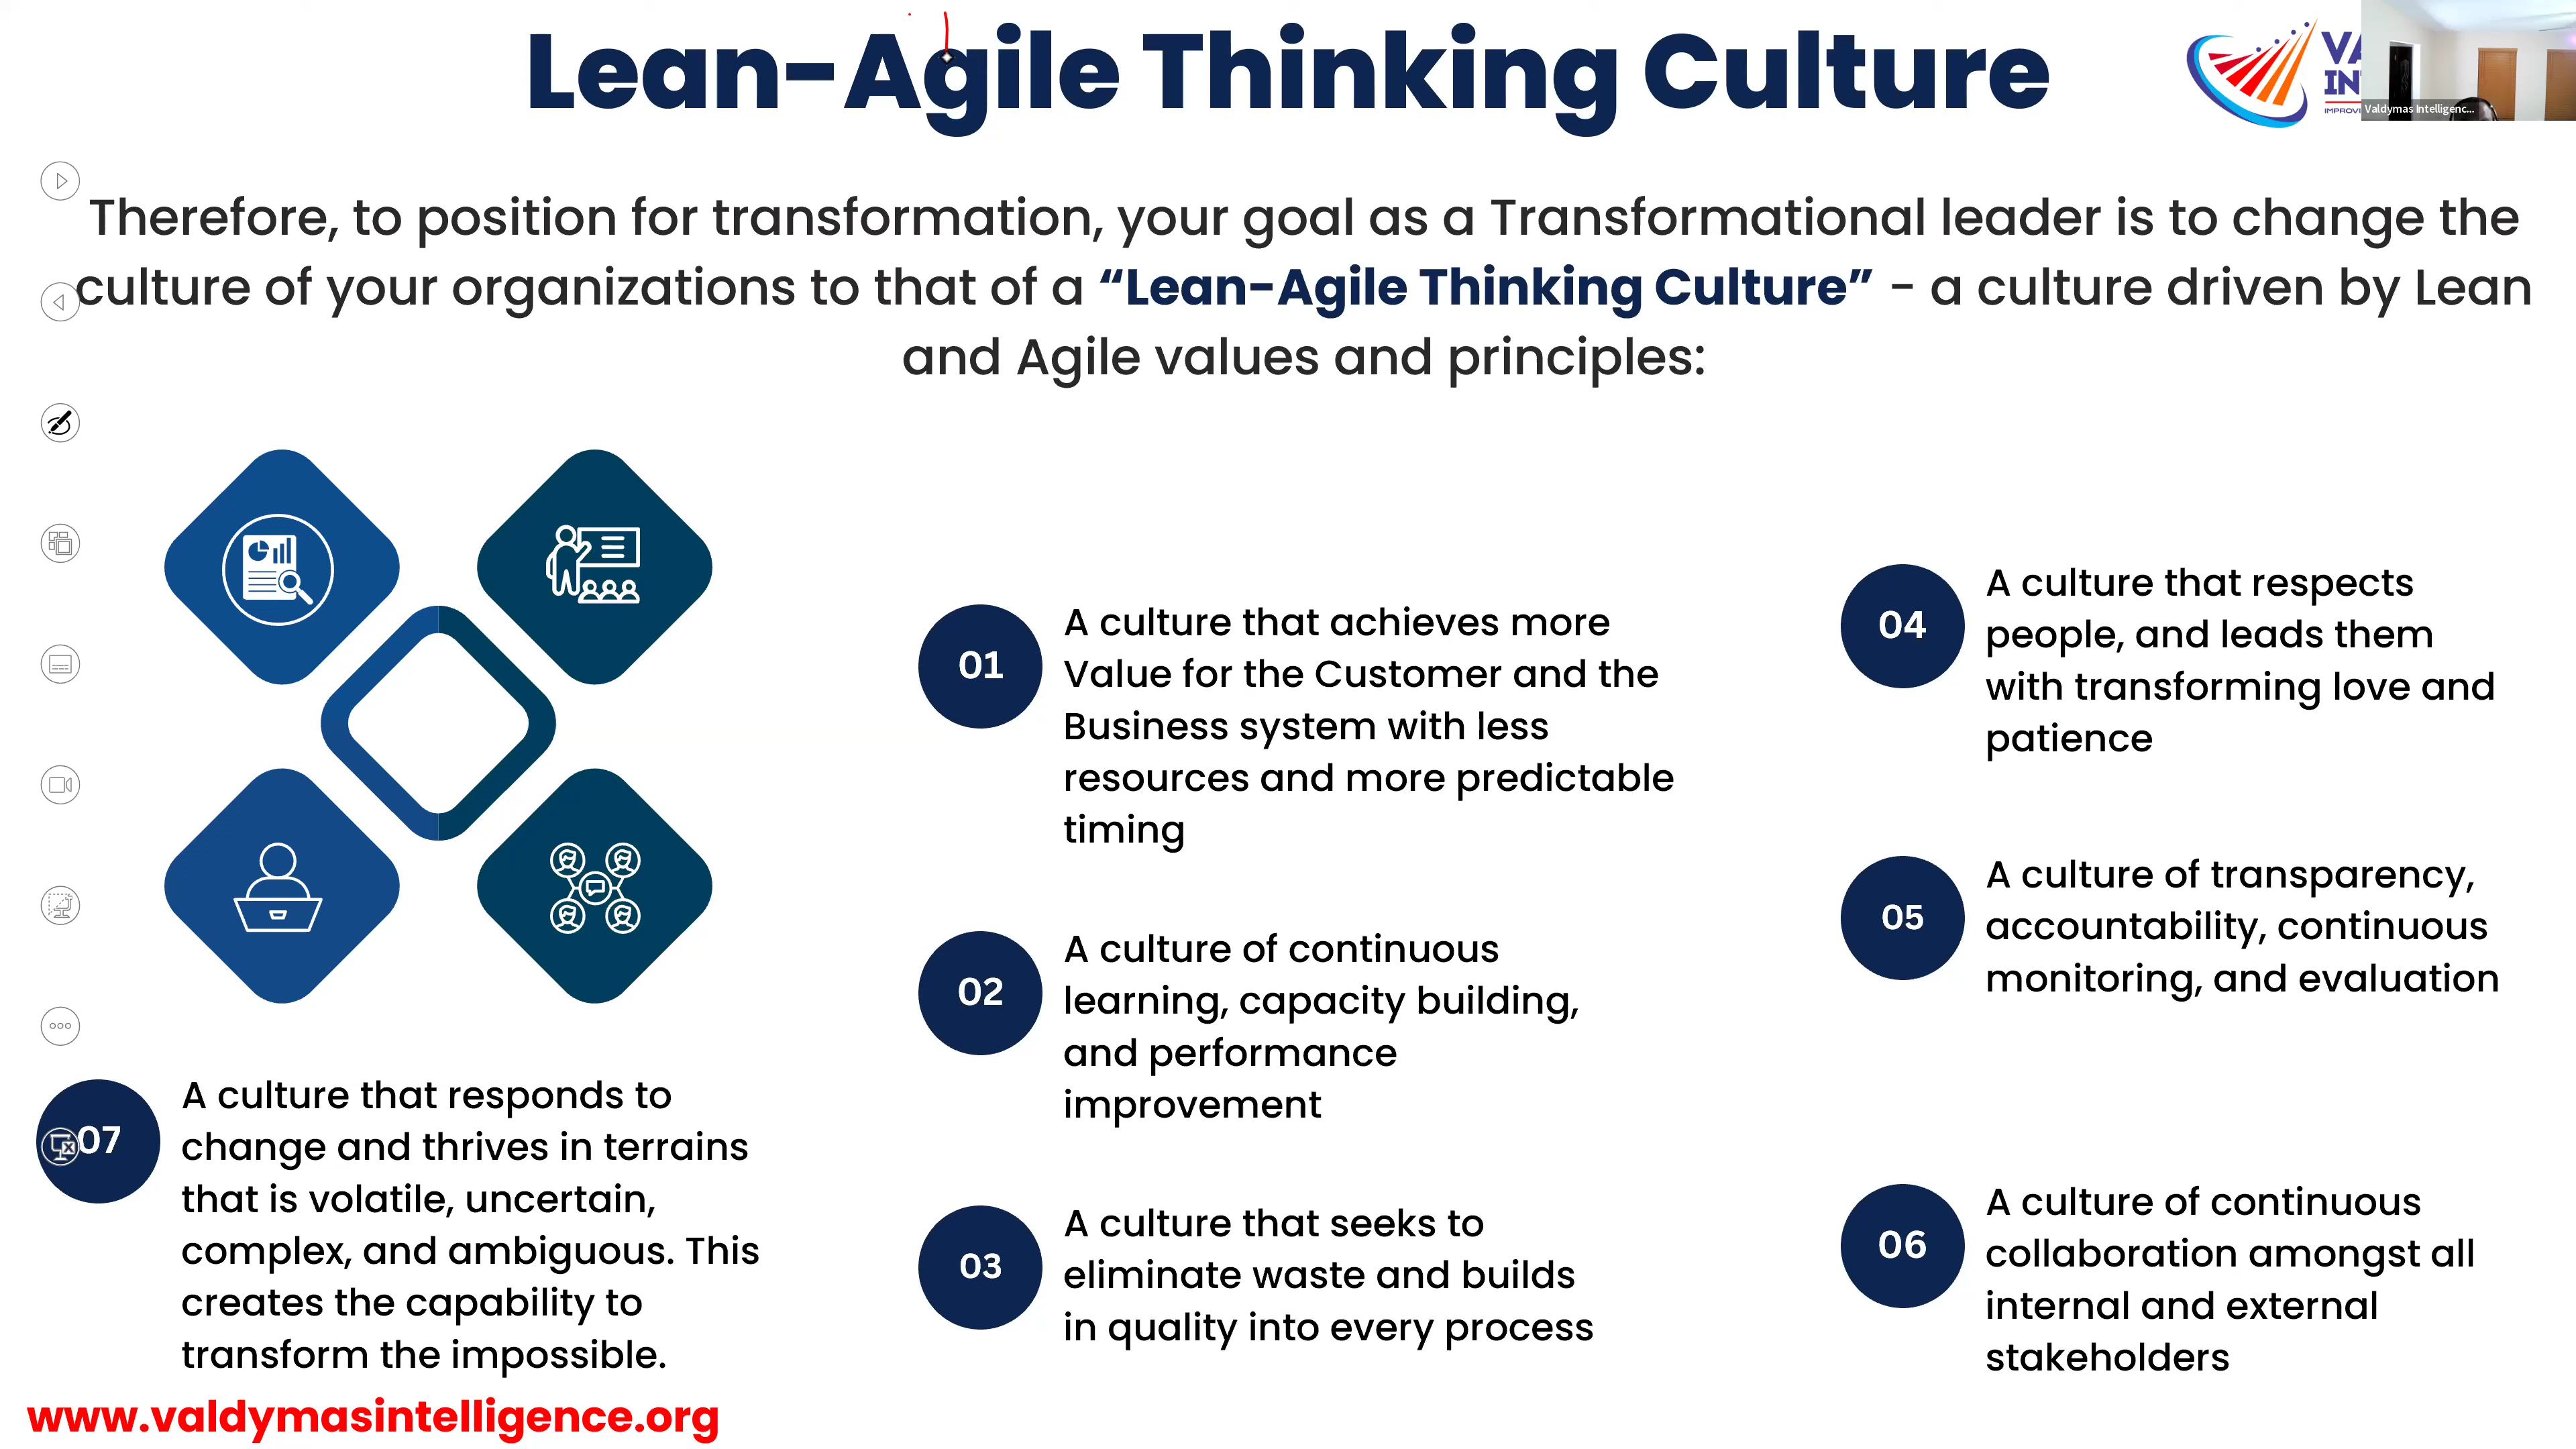 Lean-Agile Thinking Culture
Valdymas Intelligenc...
Therefore, to position for transformation, your goal as a Transformational leader is to change the
culture of your organizations to that of a “Lean-Agile Thinking Culture” - a culture driven by Lean
and Agile values and principles:
01
A culture that achieves more
Value for the Customer and the
Business system with less
resources and more predictable
timing
02
A culture of continuous
learning, capacity building,
and performance
improvement
03
A culture that seeks to
eliminate waste and builds
in quality into every process
04
A culture that respects
people, and leads them
with transforming love and
patience
05
A culture of transparency,
accountability, continuous
monitoring, and evaluation
06
A culture of continuous
collaboration amongst all
internal and external
stakeholders
07
A culture that responds to
change and thrives in terrains
that is volatile, uncertain,
complex, and ambiguous. This
creates the capability to
transform the impossible.
www.valdymasintelligence.org